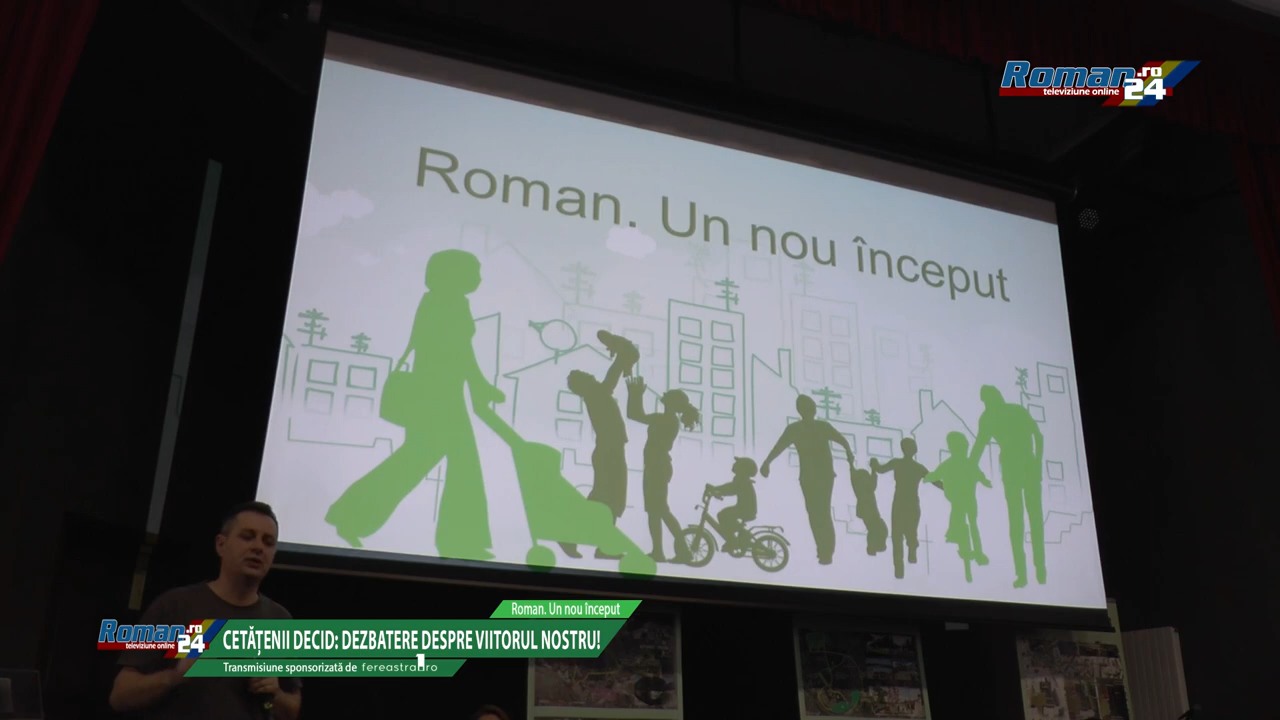 Roman.ro
televiziune online 24
Roman. Un nou început
Roman. Un nou început
Roman.ro
televiziune online 24
CETĂȚENII DECID: DEZBATERE DESPRE VIITORUL NOSTRU!
Transmisiune sponsorizată de fereastra1.ro